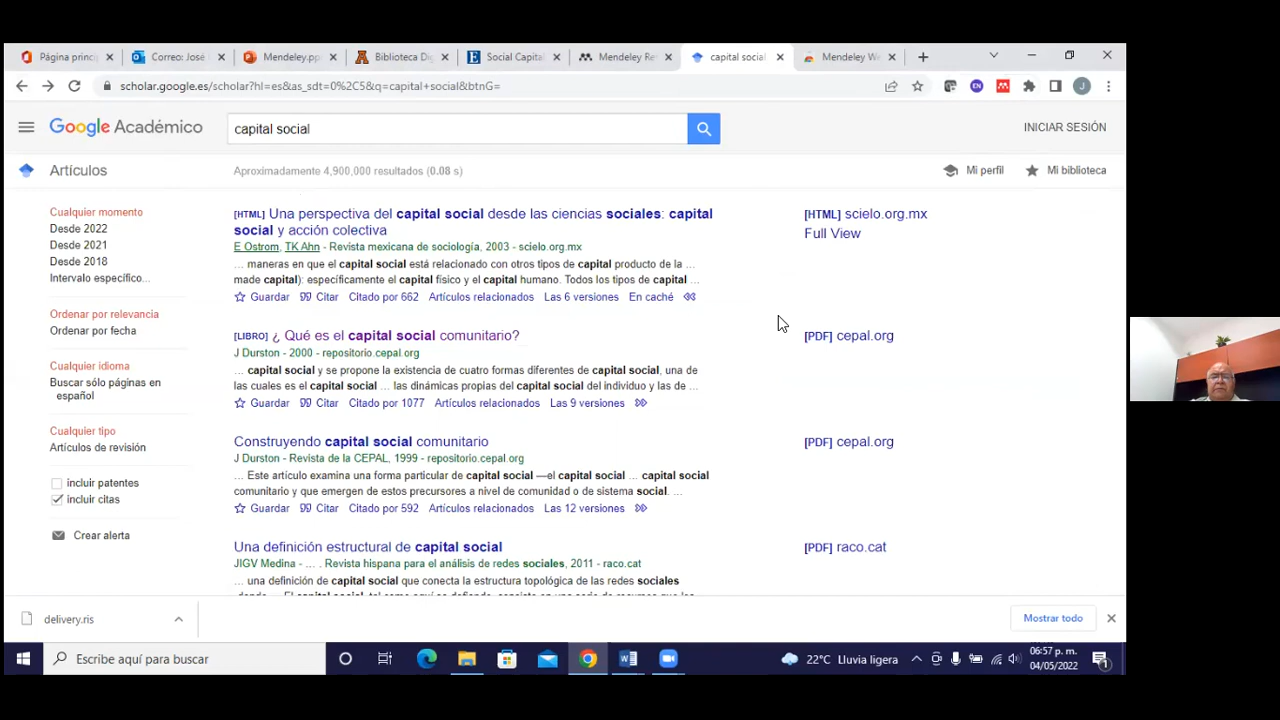 Página princi
Correo: José
Mendeley.pp
Biblioteca Di
Social Capita
Mendeley Re
capital social
Mendeley We
scholar.google.es/scholar?hl=es&as_sdt=0%2C5&q=capital+social&btnG=
EN
J
Google Académico
capital social
INICIAR SESIÓN
Artículos
Aproximadamente 4,900,000 resultados (0.08 s)
Mi perfil
Mi biblioteca
Cualquier momento
Desde 2022
Desde 2021
Desde 2018
Intervalo específico...
Ordenar por relevancia
Ordenar por fecha
Cualquier idioma
Buscar sólo páginas en
español
Cualquier tipo
Artículos de revisión
incluir patentes
incluir citas
Crear alerta
[HTML] Una perspectiva del capital social desde las ciencias sociales: capital
social y acción colectiva
E Ostrom, TK Ahn - Revista mexicana de sociología, 2003 - scielo.org.mx
... maneras en que el capital social está relacionado con otros tipos de capital producto de la ...
made capital): específicamente el capital físico y el capital humano. Todos los tipos de capital ...
Guardar Citar Citado por 662 Artículos relacionados Las 6 versiones En caché
[HTML] scielo.org.mx
Full View
[LIBRO] ¿ Qué es el capital social comunitario?
J Durston - 2000 - repositorio.cepal.org
... capital social y se propone la existencia de cuatro formas diferentes de capital social, una de
las cuales es el capital social ... las dinámicas propias del capital social del individuo y las de ...
Guardar Citar Citado por 1077 Artículos relacionados Las 9 versiones
[PDF] cepal.org
Construyendo capital social comunitario
J Durston - Revista de la CEPAL, 1999 - repositorio.cepal.org
... Este artículo examina una forma particular de capital social —el capital social ... capital social
comunitario y que emergen de estos precursores a nivel de comunidad o de sistema social. ...
Guardar Citar Citado por 592 Artículos relacionados Las 12 versiones
[PDF] cepal.org
Una definición estructural de capital social
JIGV Medina - ... . Revista hispana para el análisis de redes sociales, 2011 - raco.cat
... una definición de capital social que conecta la estructura topológica de las redes sociales
[PDF] raco.cat
delivery.ris
Mostrar todo
Escribe aquí para buscar
22°C Lluvia ligera
06:57 p. m.
04/05/2022
1